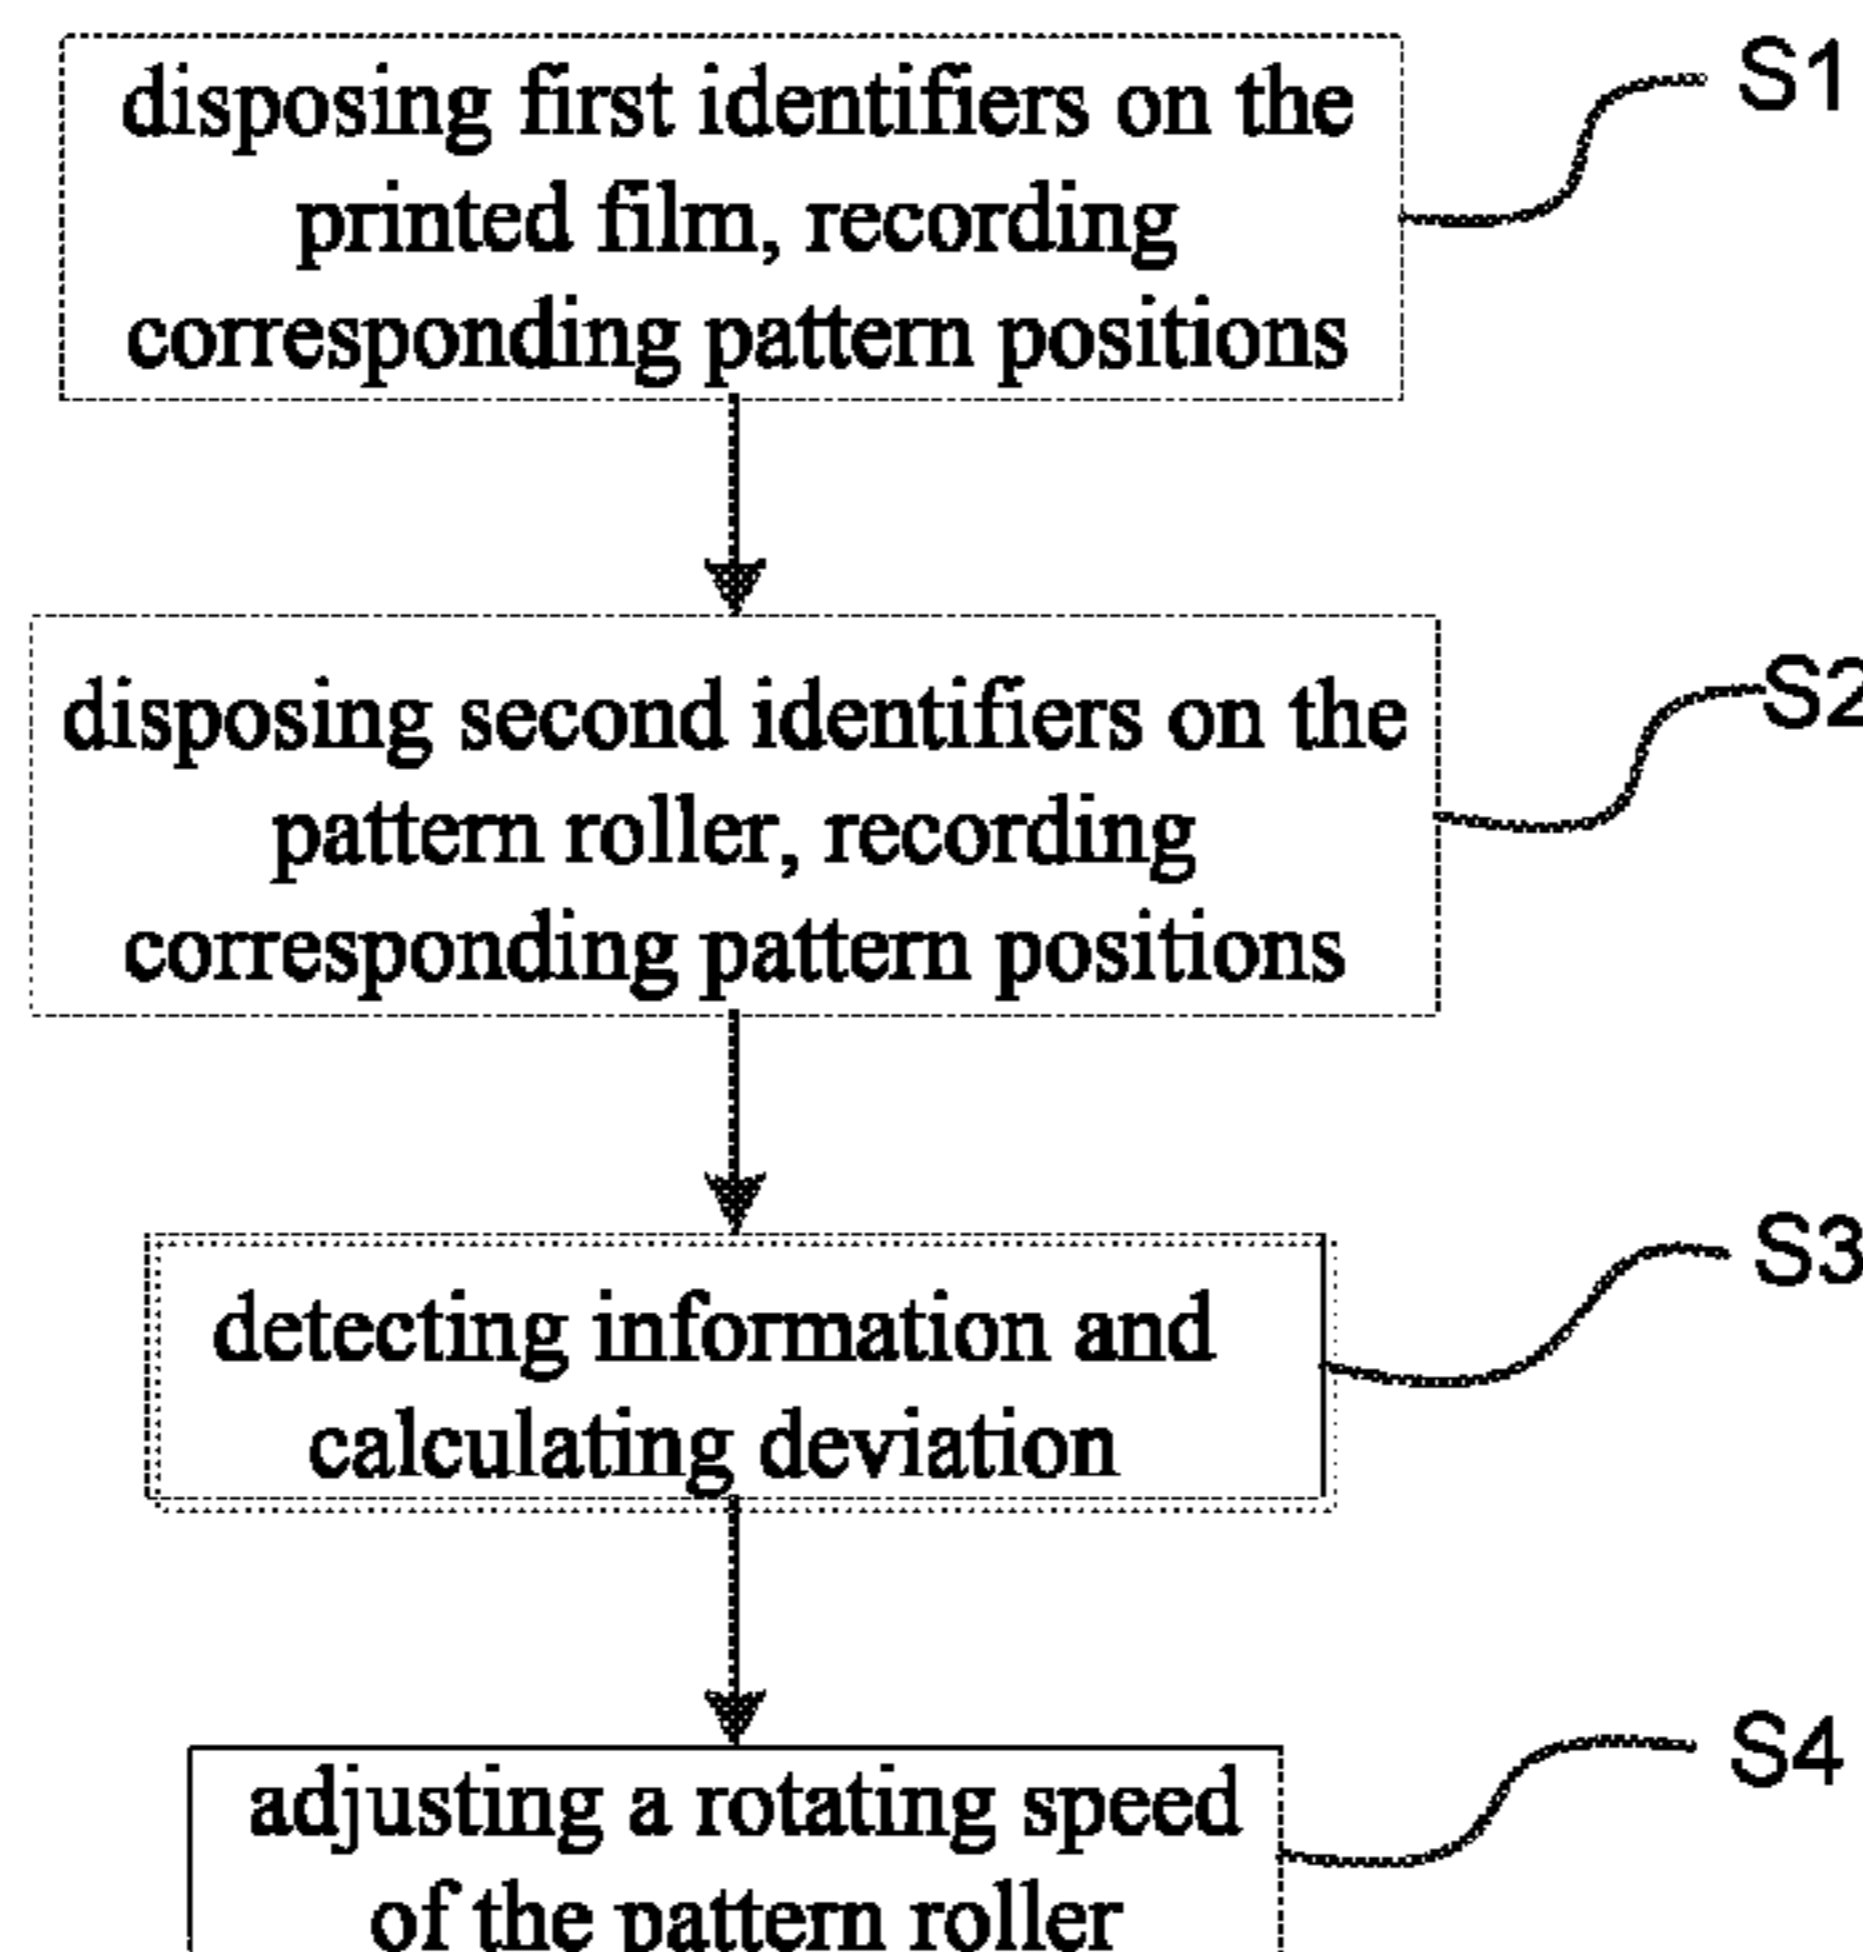 disposing first identifiers on the
printed film, recording
corresponding pattern positions
S1
disposing second identifiers on the
pattern roller, recording
corresponding pattern positions
S2
detecting information and
calculating deviation
S3
adjusting a rotating speed
of the pattern roller
S4